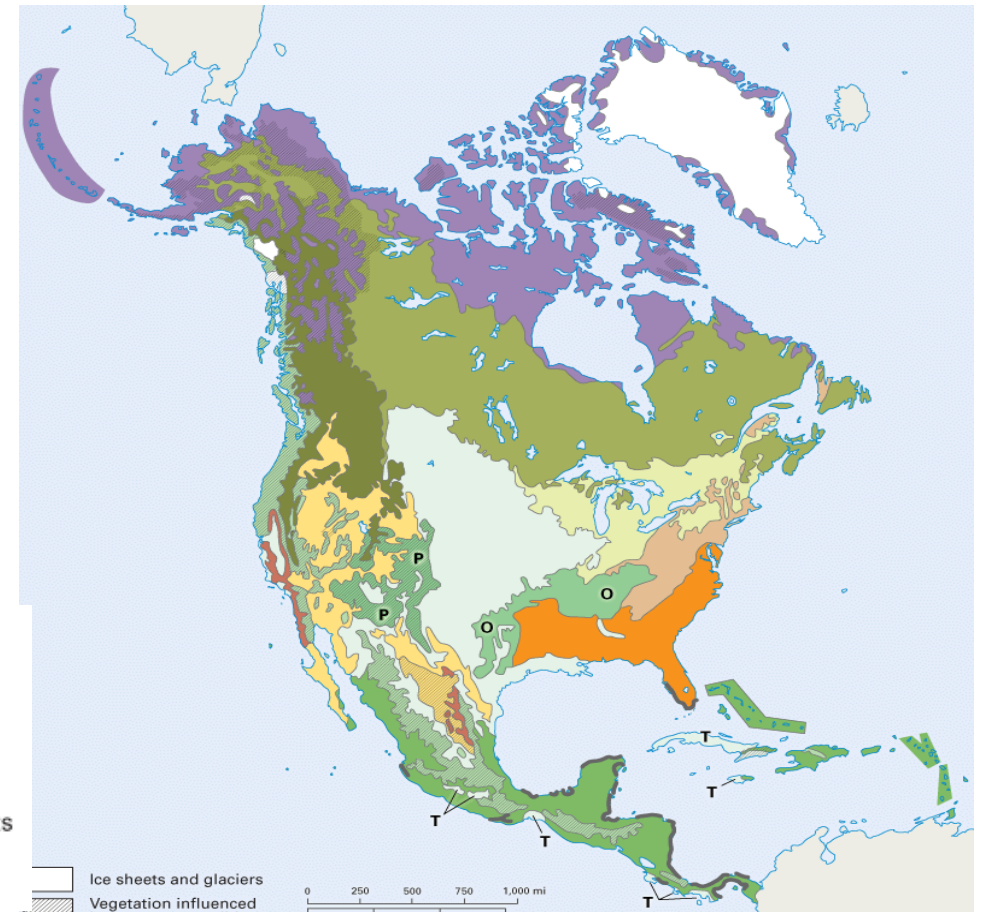 P
P
O
O
T
T
T
T
T
s
Ice sheets and glaciers
Vegetation influenced
0 250 500 750 1,000 mi